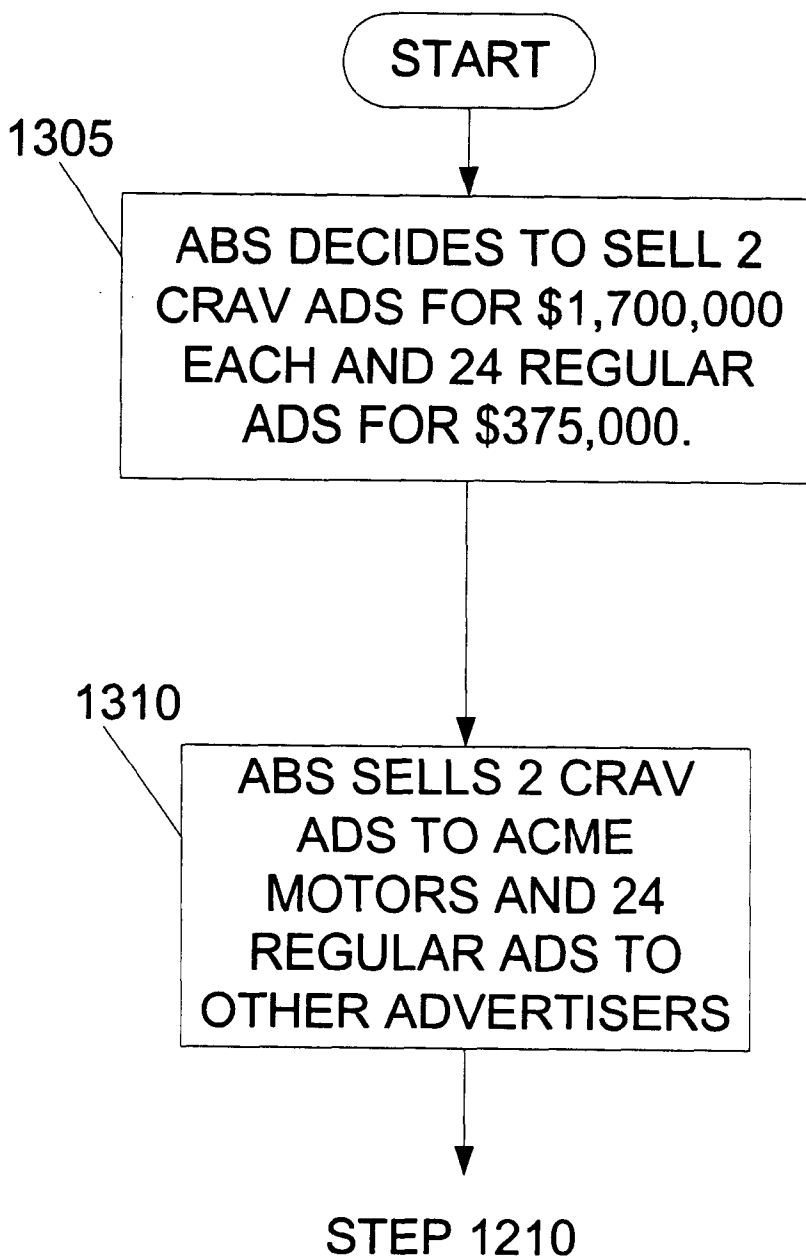 START
1305
ABS DECIDES TO SELL 2
CRAV ADS FOR $1,700,000
EACH AND 24 REGULAR
ADS FOR $375,000.
1310
ABS SELLS 2 CRAV
ADS TO ACME
MOTORS AND 24
REGULAR ADS TO
OTHER ADVERTISERS
STEP 1210